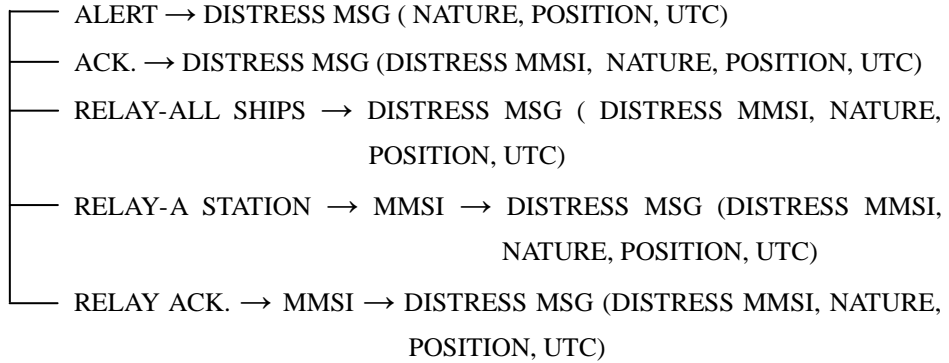 ALERT → DISTRESS MSG ( NATURE, POSITION, UTC)
ACK. → DISTRESS MSG (DISTRESS MMSI, NATURE, POSITION, UTC)
RELAY-ALL SHIPS → DISTRESS MSG ( DISTRESS MMSI, NATURE,
POSITION, UTC)
RELAY-A STATION → MMSI → DISTRESS MSG (DISTRESS MMSI,
NATURE, POSITION, UTC)
RELAY ACK. → MMSI → DISTRESS MSG (DISTRESS MMSI, NATURE,
POSITION, UTC)